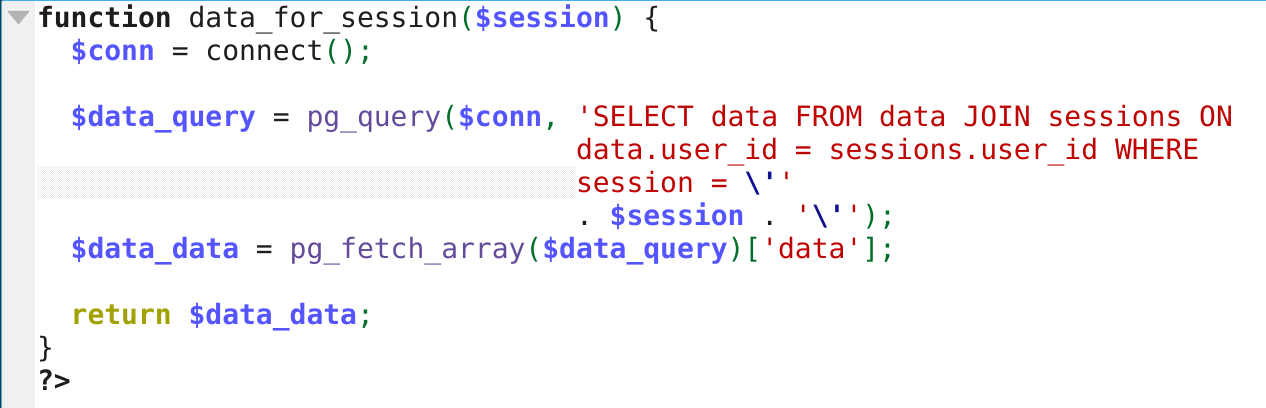 function data_for_session($session) {
$conn = connect();
$data_query = pg_query($conn, 'SELECT data FROM data JOIN sessions ON
data.user_id = sessions.user_id WHERE
session = \''
. $session . '\'');
$data_data = pg_fetch_array($data_query)['data'];
return $data_data;
}
?>